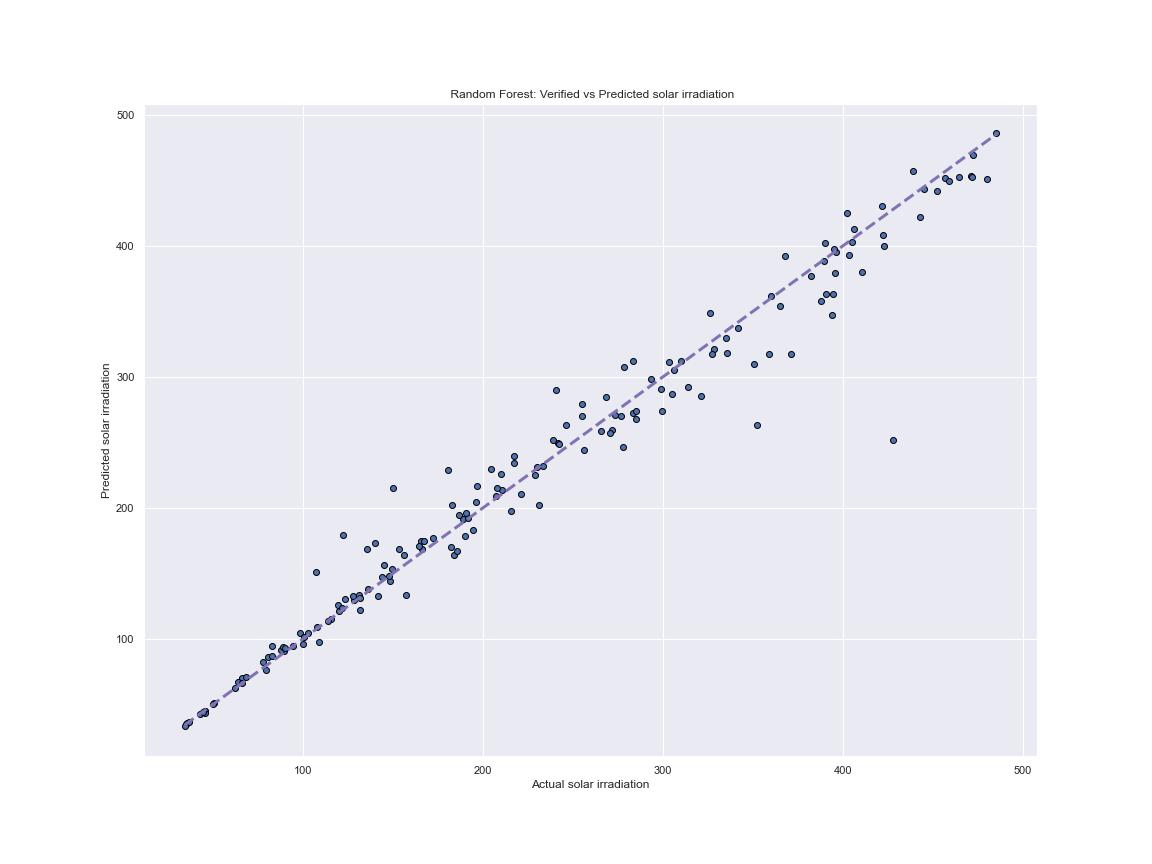 Random Forest: Verified vs Predicted solar irradiation
500
400
300
200
100
Predicted solar irradiation
100 200 300 400 500
Actual solar irradiation